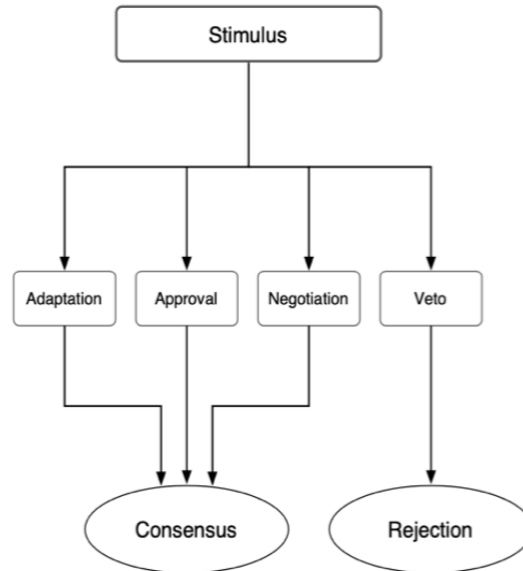 Stimulus
Adaptation
Approval
Negotiation
Veto
Consensus
Rejection